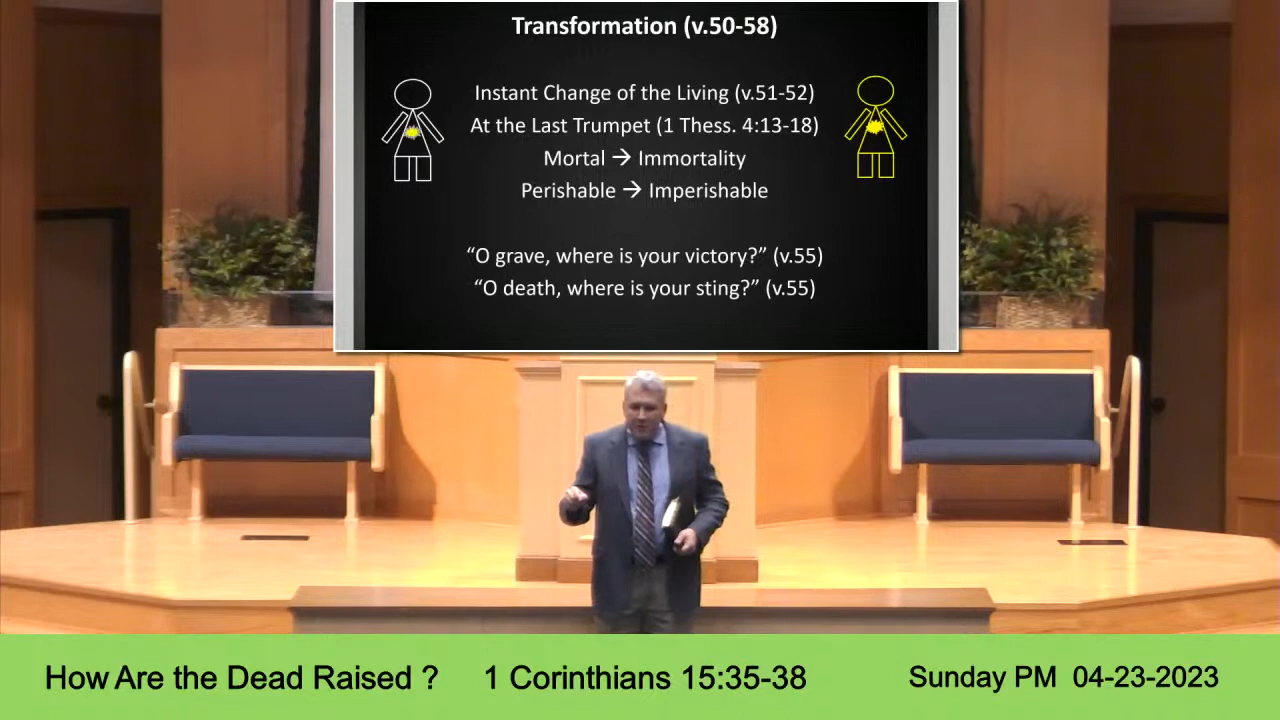 Transformation (v.50-58)
Instant Change of the Living (v.51-52)
At the Last Trumpet (1 Thess. 4:13-18)
Mortal → Immortality
Perishable → Imperishable
“O grave, where is your victory?” (v.55)
“O death, where is your sting?” (v.55)
How Are the Dead Raised ? 1 Corinthians 15:35-38 Sunday PM 04-23-2023